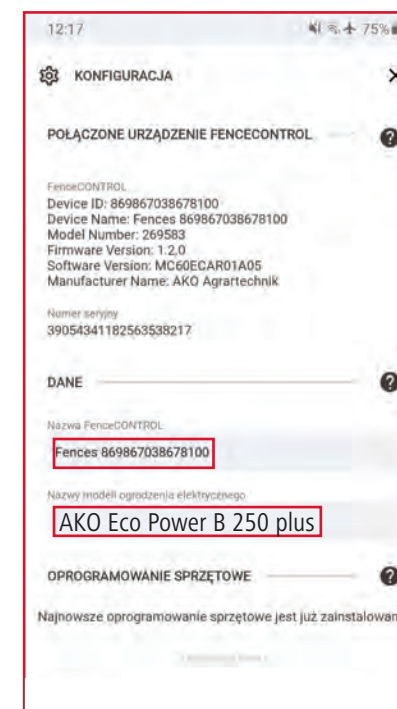 12:17 75%
KONFIGURACJA
POŁĄCZONE URZĄDZENIE FENCECONTROL
FenceCONTROL
Device ID: 869867038678100
Device Name: Fences 869867038678100
Model Number: 269583
Firmware Version: 1.2.0
Software Version: MC60ECAR01A05
Manufacturer Name: AKO Agrartechnik
Numer seryjny
39054341182563538217
DANE
Nazwa FenceCONTROL
Fences 869867038678100
Nazwy modeli ogrodzenia elektrycznego
AKO Eco Power B 250 plus
OPROGRAMOWANIE SPRZĘTOWE
Najnowsze oprogramowanie sprzętowe jest już zainstalowan